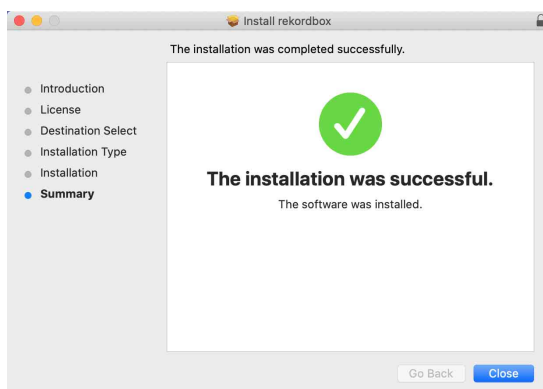 Install rekordbox
The installation was completed successfully.
Introduction
License
Destination Select
Installation Type
Installation
Summary
The installation was successful.
The software was installed.
Go Back
Close